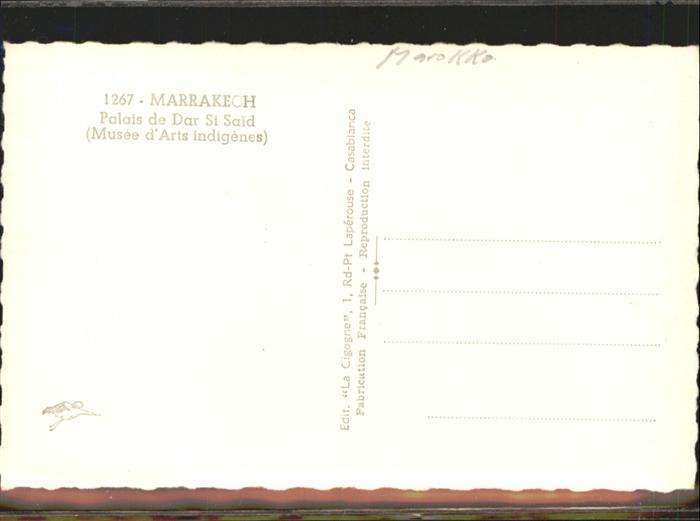 Marokko
1267 - MARRAKECH
Palais de Dar Si Saïd
(Musée d'Arts indigènes)
Edit. "La Cigogne", 1, Rd-Pt Lapérouse - Casablanca
Fabrication Française - Reproduction interdite